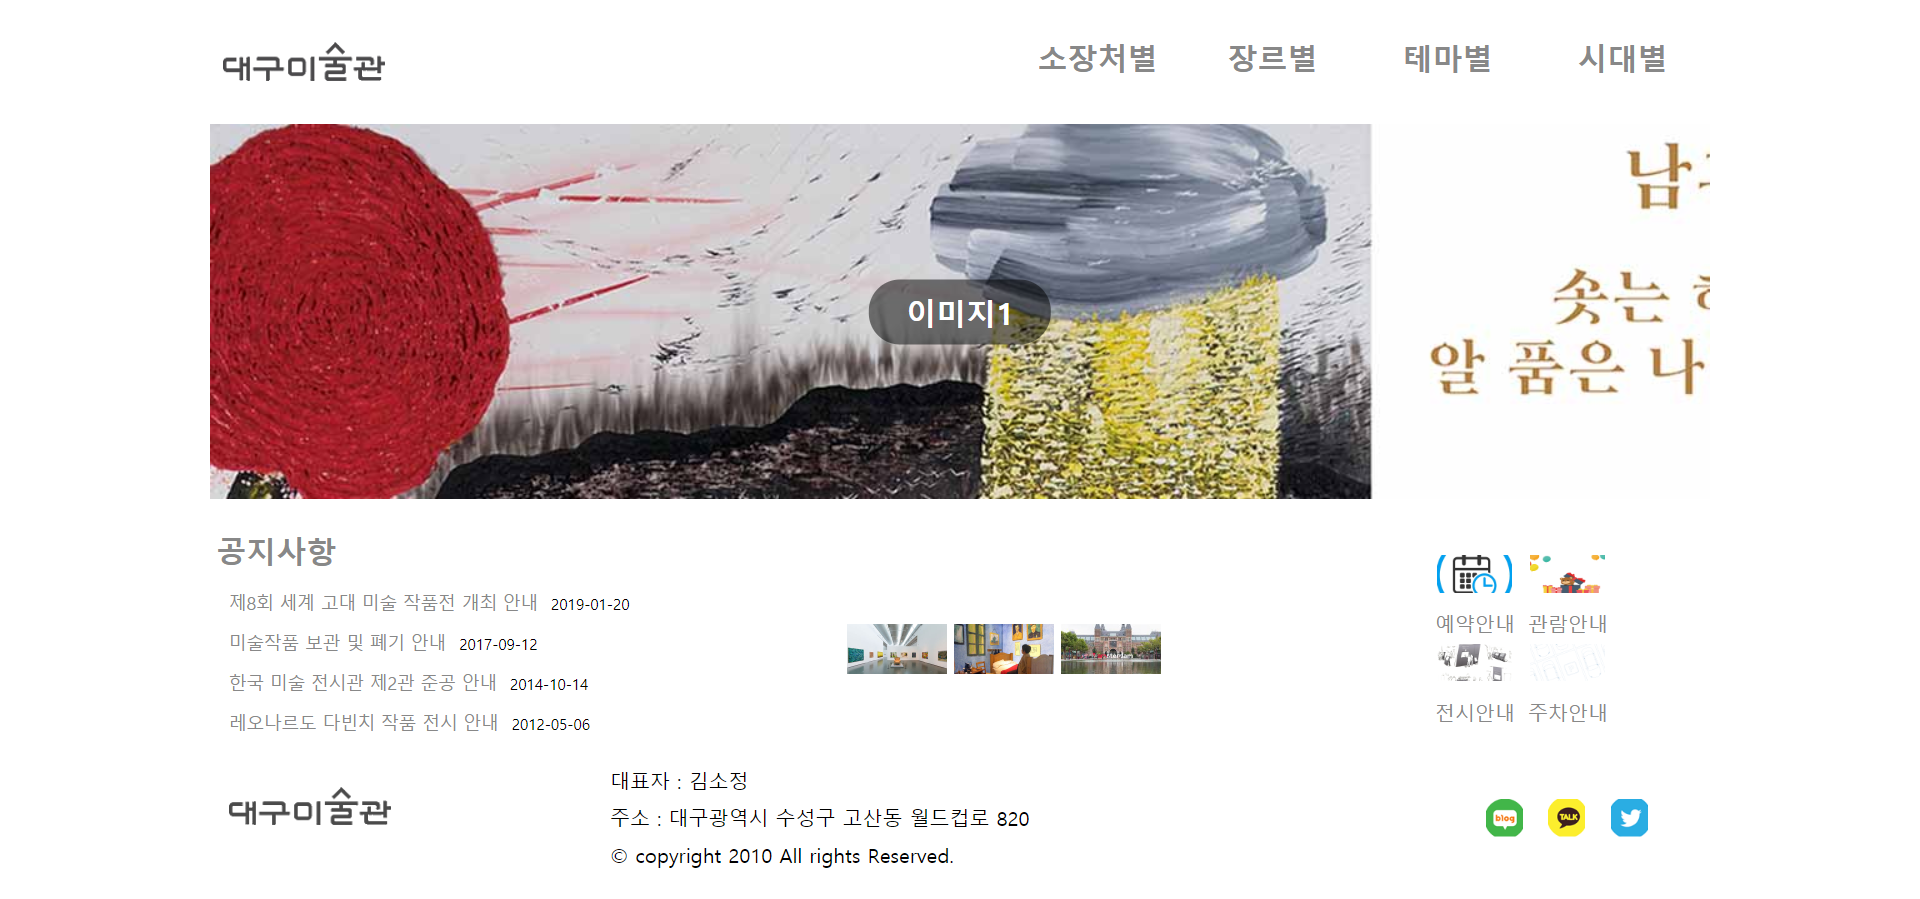 대구미술관
소장처별 장르별 테마별 시대별
남
솟는
알 품은 나
이미지1
공지사항
제8회 세계 고대 미술 작품전 개최 안내 2019-01-20
미술작품 보관 및 폐기 안내 2017-09-12
한국 미술 전시관 제2관 준공 안내 2014-10-14
레오나르도 다빈치 작품 전시 안내 2012-05-06
예약안내 관람안내
전시안내 주차안내
대구미술관
대표자 : 김소정
주소 : 대구광역시 수성구 고산동 월드컵로 820
© copyright 2010 All rights Reserved.
blog
TALK